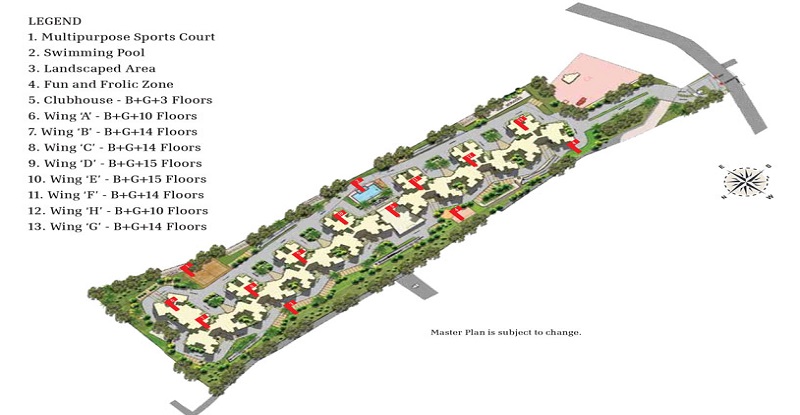 LEGEND
1. Multipurpose Sports Court
2. Swimming Pool
3. Landscaped Area
4. Fun and Frolic Zone
5. Clubhouse - B+G+3 Floors
6. Wing ‘A’ - B+G+10 Floors
7. Wing ‘B’ - B+G+14 Floors
8. Wing ‘C’ - B+G+14 Floors
9. Wing ‘D’ - B+G+15 Floors
10. Wing ‘E’ - B+G+15 Floors
11. Wing ‘F’ - B+G+14 Floors
12. Wing ‘H’ - B+G+10 Floors
13. Wing ‘G’ - B+G+14 Floors
N
W
Master Plan is subject to change.